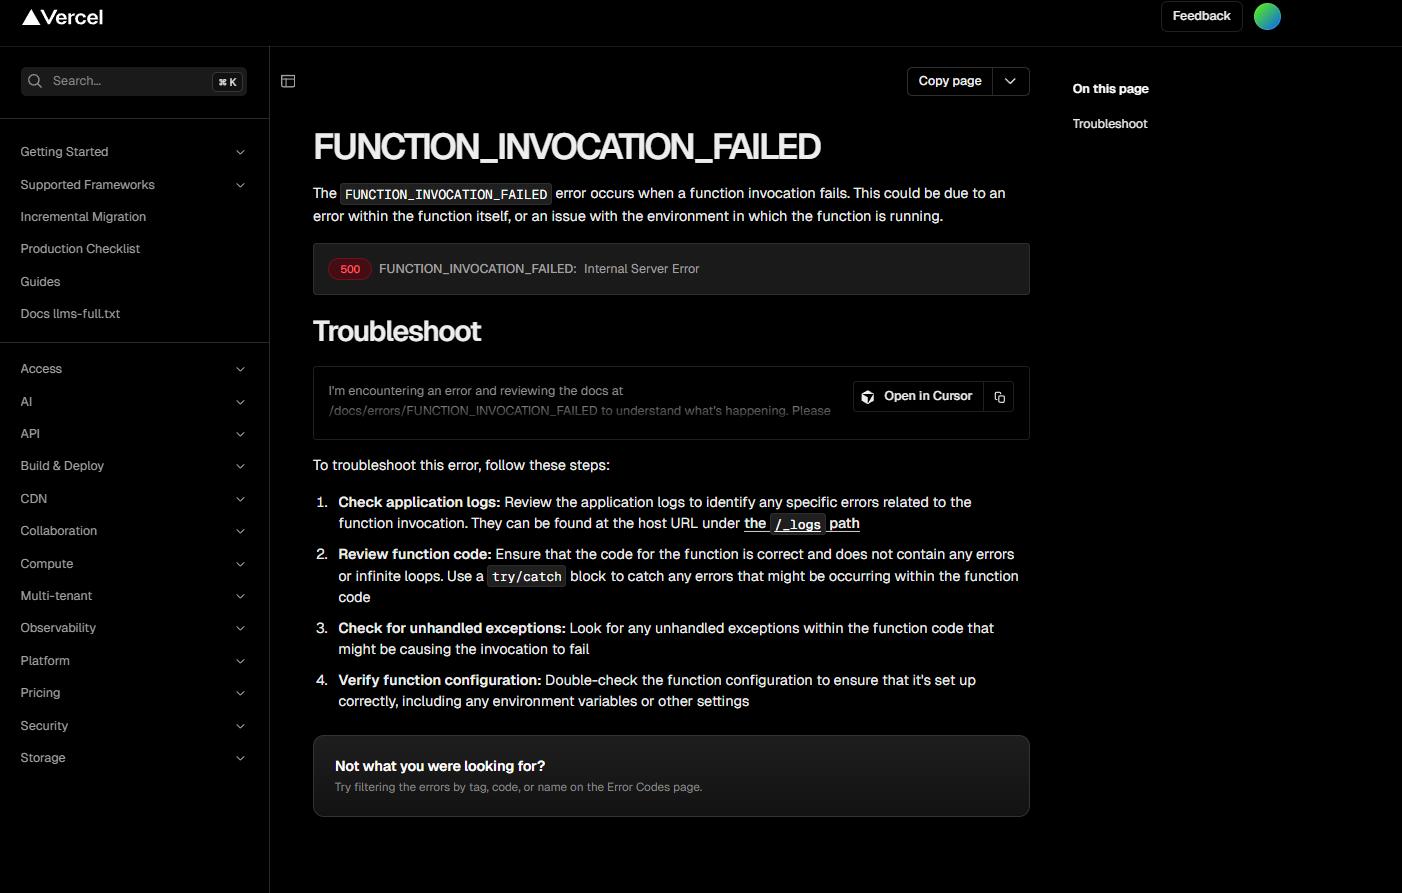 Vercel
Feedback
Search...
⌘ K
Copy page
On this page
Troubleshoot
Getting Started
Supported Frameworks
Incremental Migration
Production Checklist
Guides
Docs llms-full.txt
Access
AI
API
Build & Deploy
CDN
Collaboration
Compute
Multi-tenant
Observability
Platform
Pricing
Security
Storage
FUNCTION_INVOCATION_FAILED
The FUNCTION_INVOCATION_FAILED error occurs when a function invocation fails. This could be due to an
error within the function itself, or an issue with the environment in which the function is running.
500 FUNCTION_INVOCATION_FAILED: Internal Server Error
Troubleshoot
I'm encountering an error and reviewing the docs at
/docs/errors/FUNCTION_INVOCATION_FAILED to understand what's happening. Please
Open in Cursor
To troubleshoot this error, follow these steps:
1. Check application logs: Review the application logs to identify any specific errors related to the
function invocation. They can be found at the host URL under the /_logs path
2. Review function code: Ensure that the code for the function is correct and does not contain any errors
or infinite loops. Use a try/catch block to catch any errors that might be occurring within the function
code
3. Check for unhandled exceptions: Look for any unhandled exceptions within the function code that
might be causing the invocation to fail
4. Verify function configuration: Double-check the function configuration to ensure that it's set up
correctly, including any environment variables or other settings
Not what you were looking for?
Try filtering the errors by tag, code, or name on the Error Codes page.